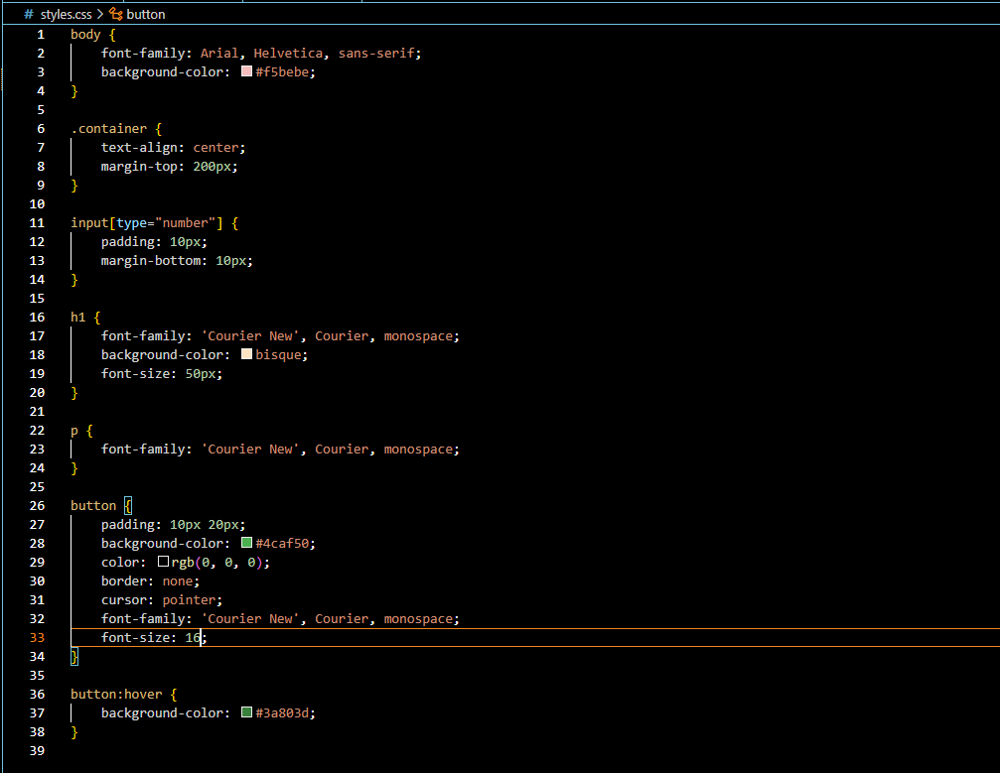 # styles.css > button
1 body {
2     font-family: Arial, Helvetica, sans-serif;
3     background-color: #f5bebe;
4 }
5
6 .container {
7     text-align: center;
8     margin-top: 200px;
9 }
10
11 input[type="number"] {
12     padding: 10px;
13     margin-bottom: 10px;
14 }
15
16 h1 {
17     font-family: 'Courier New', Courier, monospace;
18     background-color: bisque;
19     font-size: 50px;
20 }
21
22 p {
23     font-family: 'Courier New', Courier, monospace;
24 }
25
26 button {
27     padding: 10px 20px;
28     background-color: #4caf50;
29     color: rgb(0, 0, 0);
30     border: none;
31     cursor: pointer;
32     font-family: 'Courier New', Courier, monospace;
33     font-size: 16;
34 }
35
36 button:hover {
37     background-color: #3a803d;
38 }
39